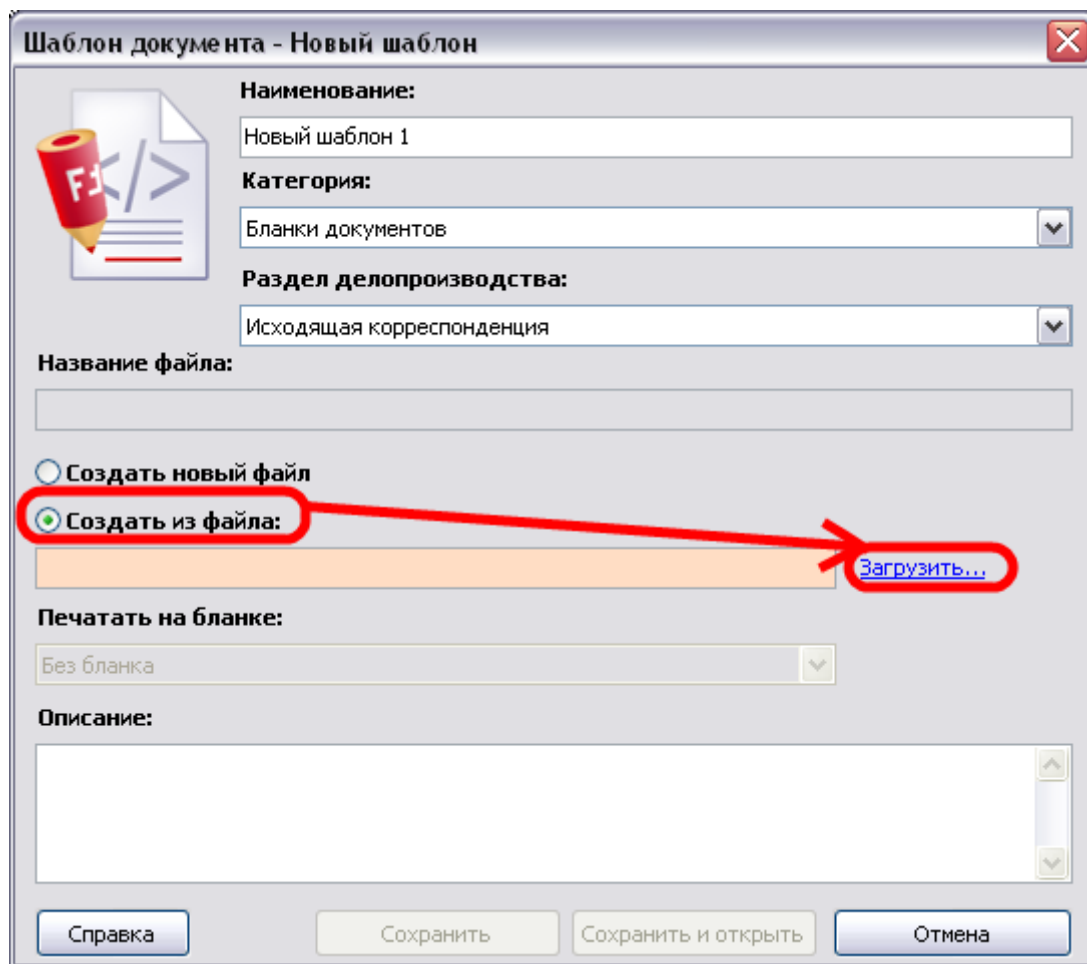 Шаблон документа - Новый шаблон
Наименование:
Новый шаблон 1
Категория:
Бланки документов
Раздел делопроизводства:
Исходящая корреспонденция
Название файла:
Создать новый файл
Создать из файла:
Загрузить...
Печатать на бланке:
Без бланка
Описание:
Справка
Сохранить
Сохранить и открыть
Отмена